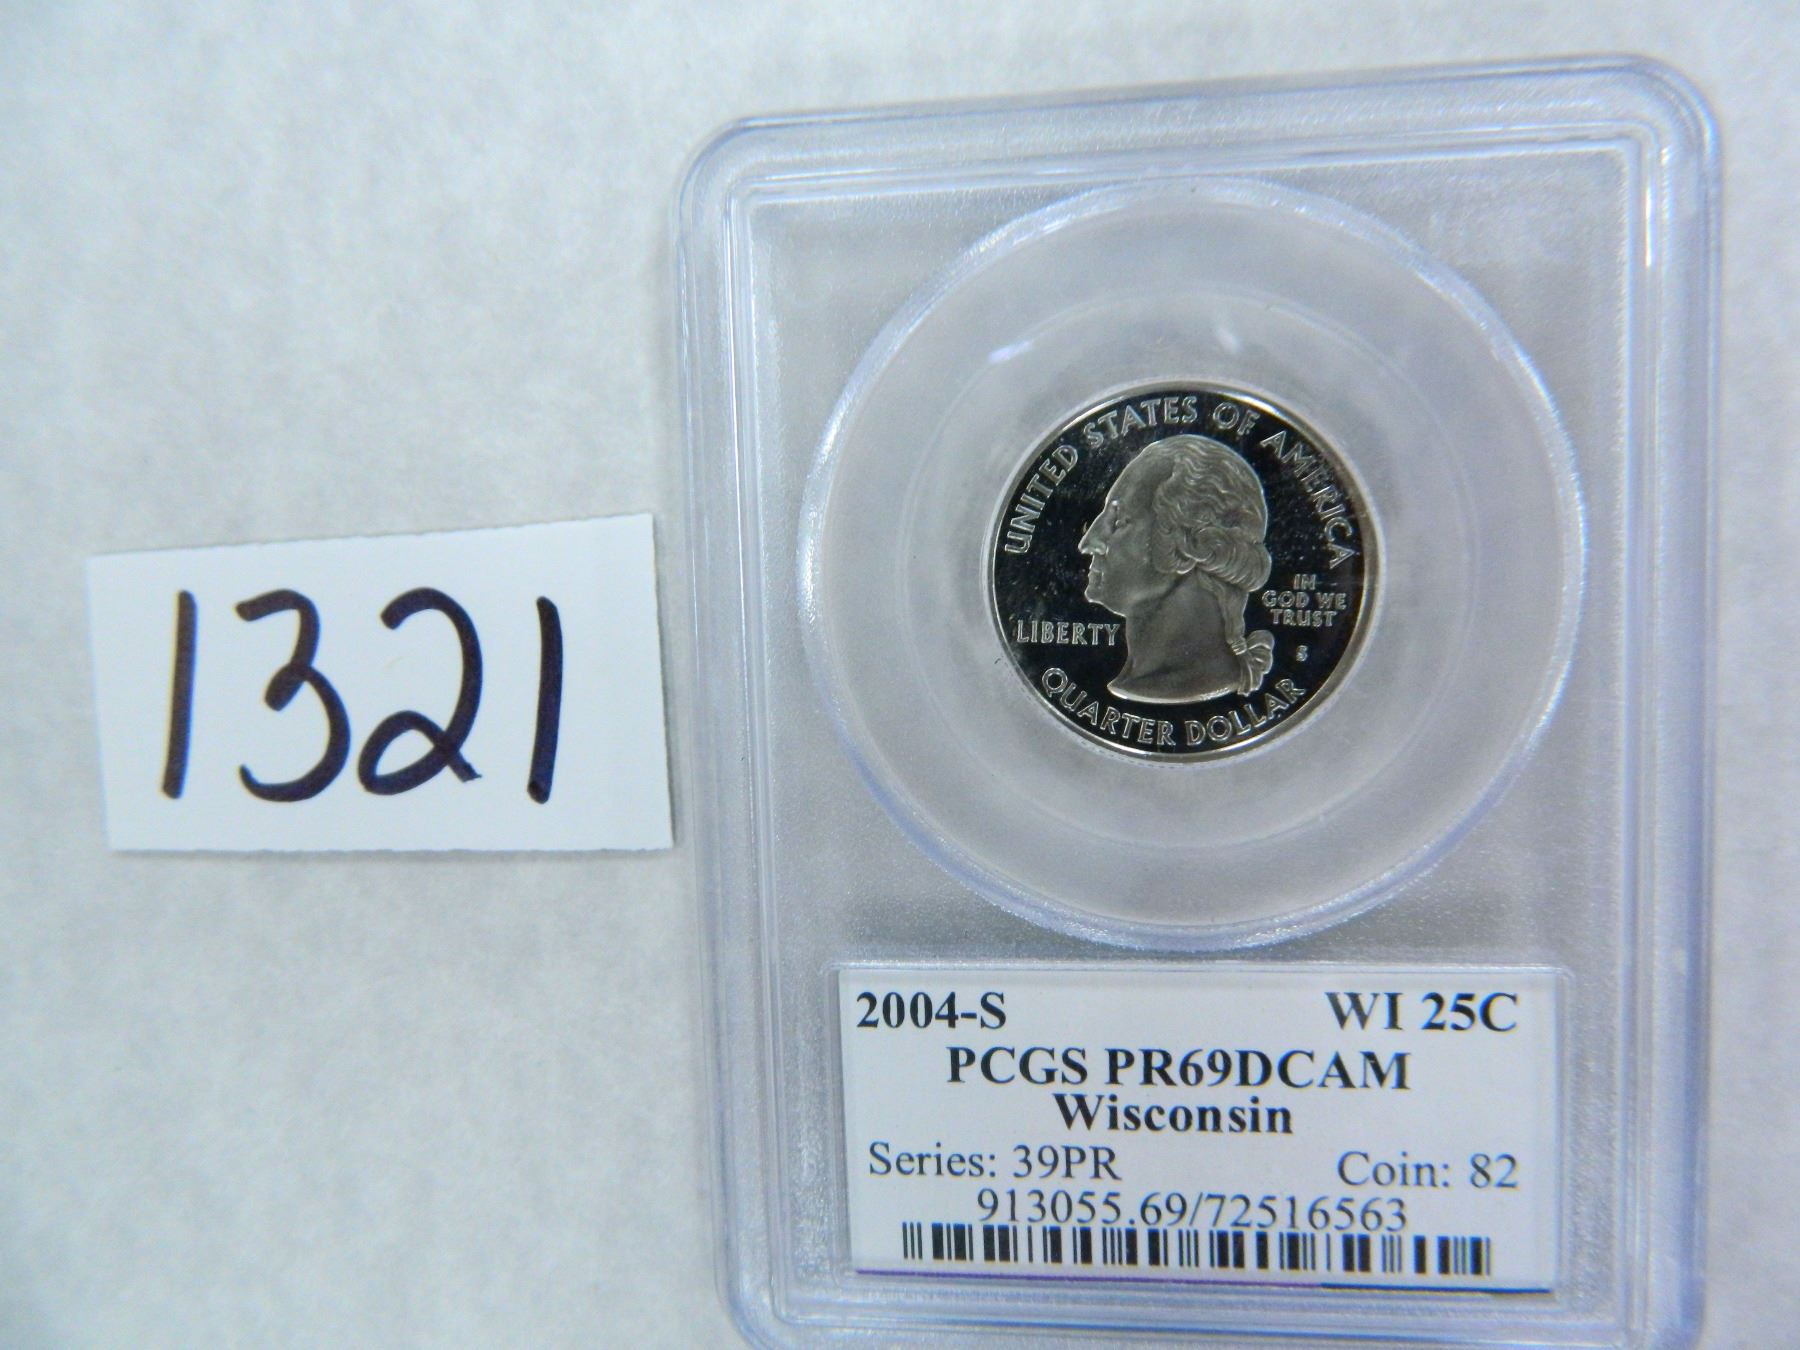 1321
UNITED STATES OF AMERICA
LIBERTY
IN
GOD WE
TRUST
S
QUARTER DOLLAR
2004-S WI 25C
PCGS PR69DCAM
Wisconsin
Series: 39PR Coin: 82
913055.69/72516563